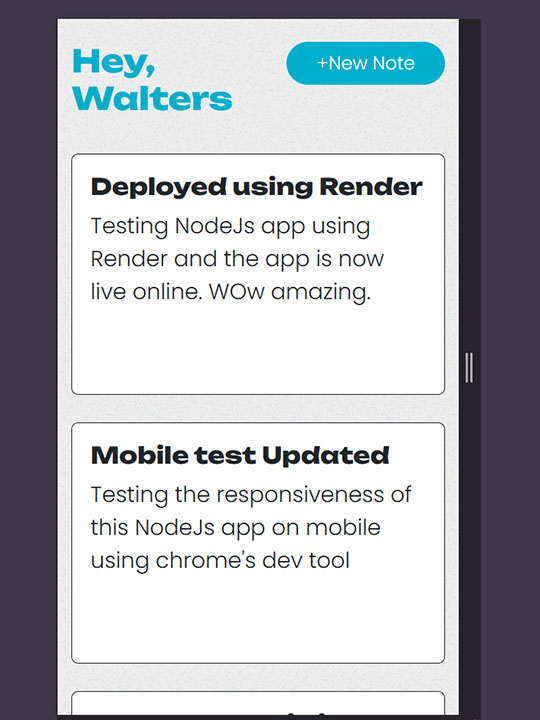 Hey,
Walters
+New Note
Deployed using Render
Testing NodeJs app using
Render and the app is now
live online. WOw amazing.
Mobile test Updated
Testing the responsiveness of
this NodeJs app on mobile
using chrome's dev tool